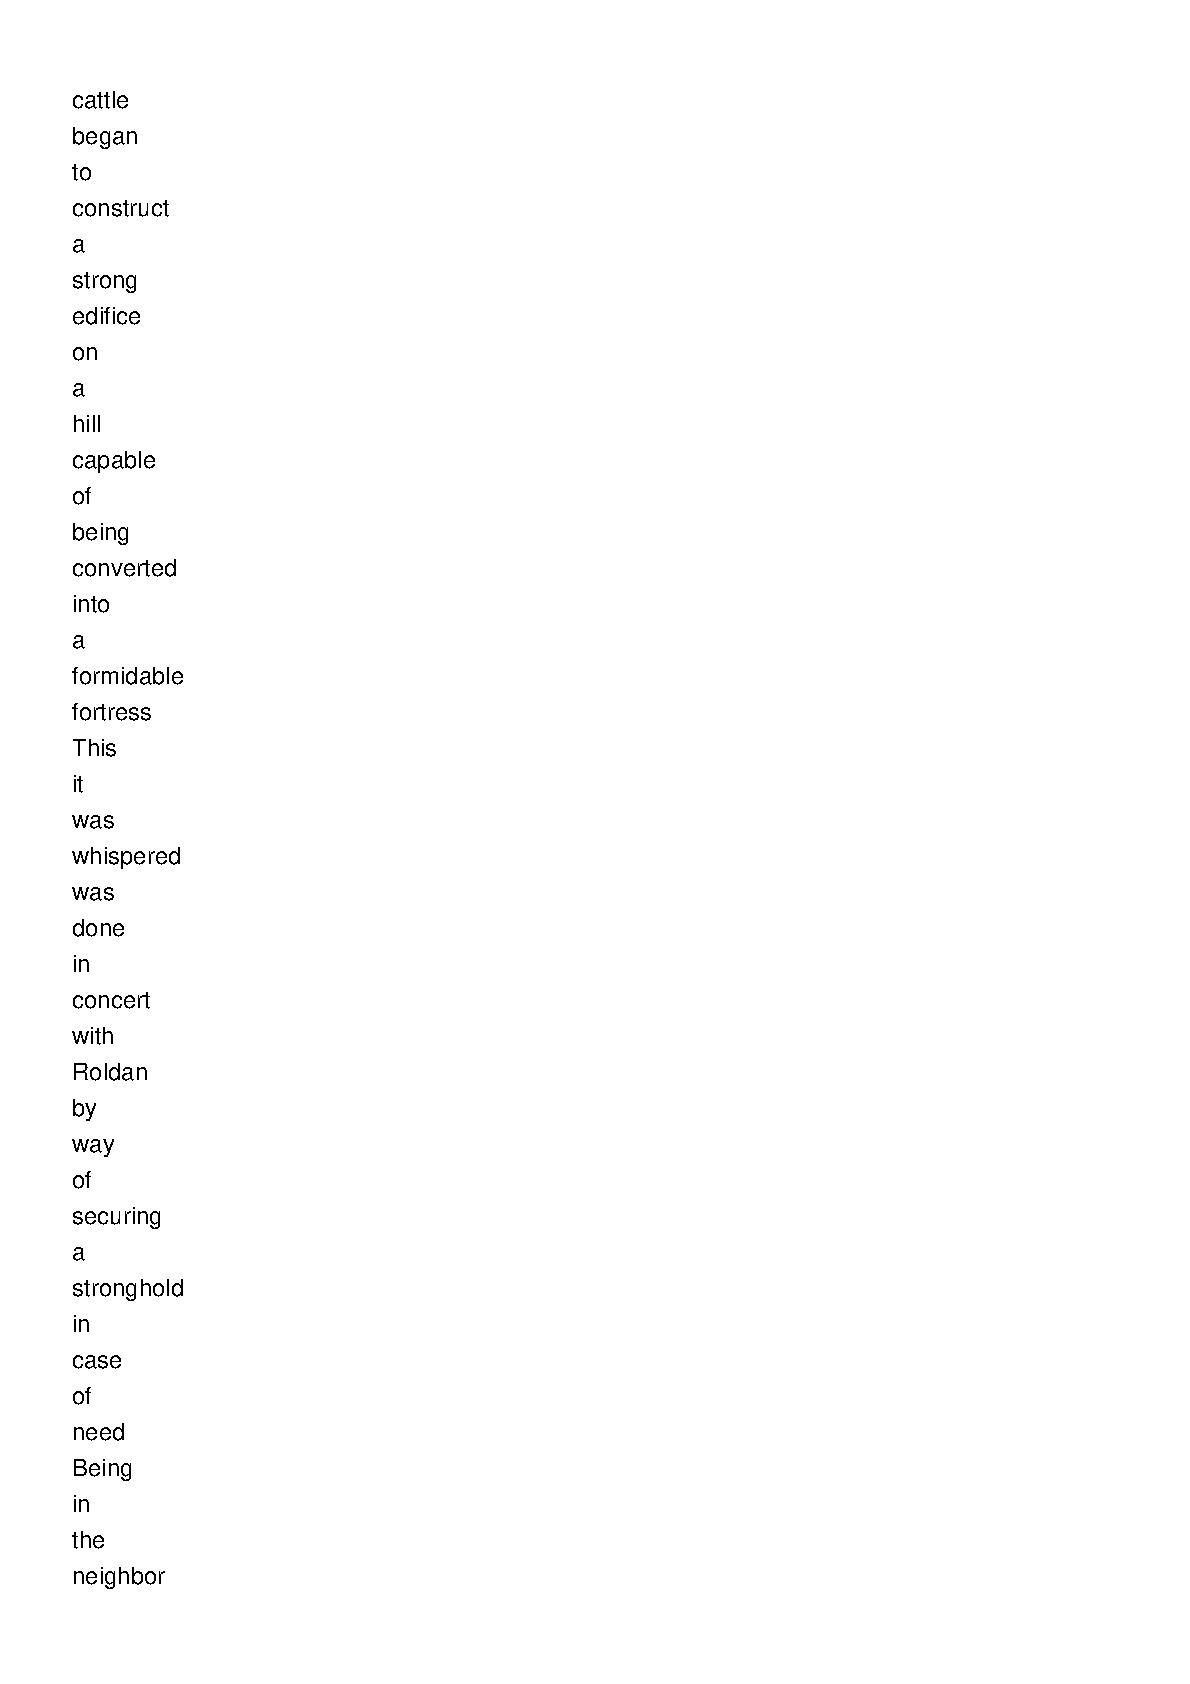 cattle
began
to
construct
a
strong
edifice
on
a
hill
capable
of
being
converted
into
a
formidable
fortress
This
it
was
whispered
was
done
in
concert
with
Roldan
by
way
of
securing
a
stronghold
in
case
of
need
Being
in
the
neighbor